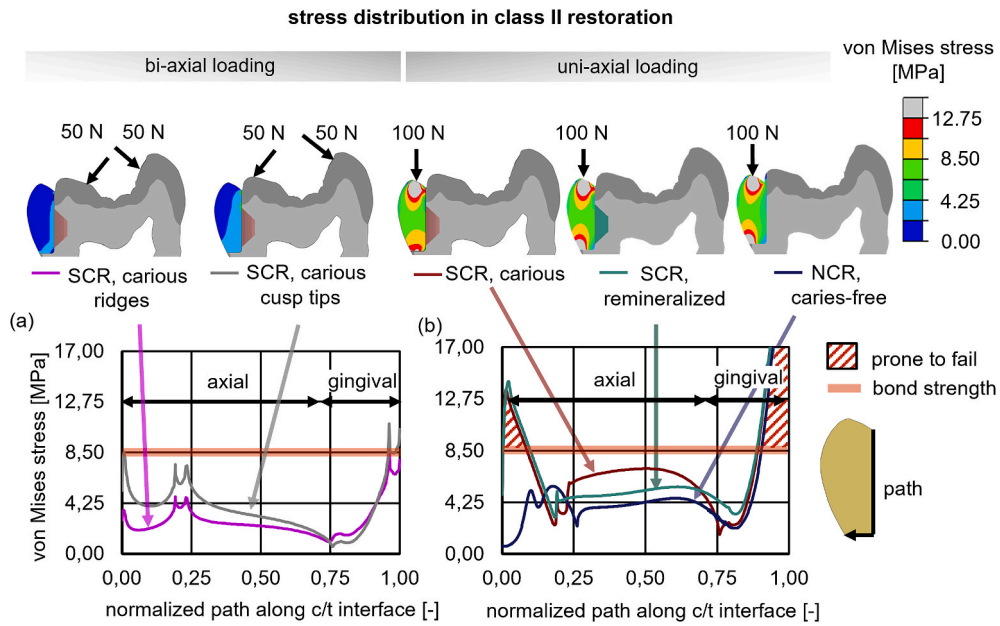 stress distribution in class II restoration
bi-axial loading
uni-axial loading
von Mises stress
[MPa]
50 N
50 N
50 N
50 N
100 N
100 N
100 N
12.75
8.50
4.25
0.00
SCR, carious
ridges
SCR, carious
cusp tips
SCR, carious
SCR,
remineralized
NCR,
caries-free
(a)
von Mises stress [MPa]
17,00
12,75
8,50
4,25
0,00
axial
gingival
0,00
0,25
0,50
0,75
1,00
normalized path along c/t interface [-]
(b)
17,00
12,75
8,50
4,25
0,00
axial
gingival
0,00
0,25
0,50
0,75
1,00
normalized path along c/t interface [-]
prone to fail
bond strength
path